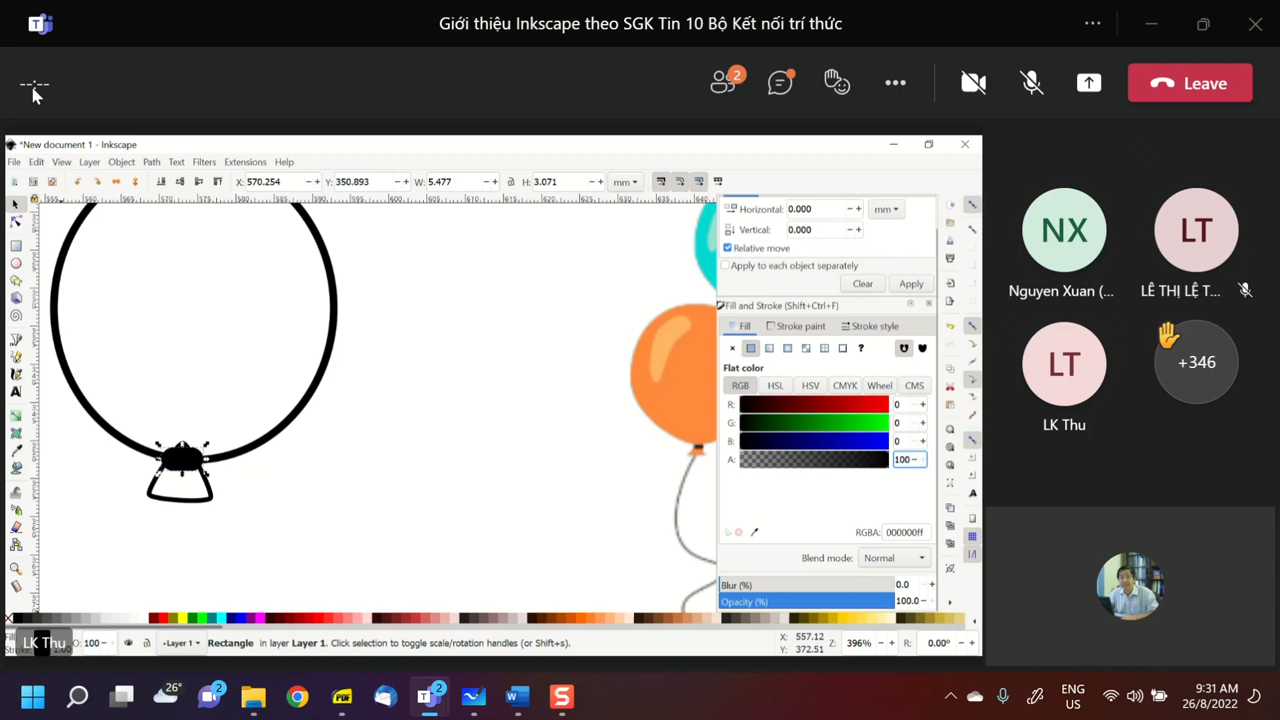 Giới thiệu Inkscape theo SGK Tin 10 Bộ Kết nối trí thức
2
Leave
*New document 1 - Inkscape
File Edit View Layer Object Path Text Filters Extensions Help
X: 570.254 − + Y: 350.893 − + W: 5.477 − + H: 3.071 − + mm
Horizontal: 0.000 − + mm
Vertical: 0.000 − +
Relative move
Apply to each object separately
Clear Apply
Fill and Stroke (Shift+Ctrl+F)
Fill Stroke paint Stroke style
Flat color
RGB HSL HSV CMYK Wheel CMS
R: 0 +
G: 0 +
B: 0 +
A: 100 −
RGBA: 000000ff
Blend mode: Normal
Blur (%) 0.0 +
Opacity (%) 100.0 −
LK Thu
O: 100 − Layer 1 Rectangle in layer Layer 1. Click selection to toggle scale/rotation handles (or Shift+s). X: 557.12 Z: 396% − + R: 0.00° +
Y: 372.51
NX
Nguyen Xuan (...
LT
LÊ THỊ LỆ T...
LT
LK Thu
+346
26°
2
2
ENG
US
9:31 AM
26/8/2022